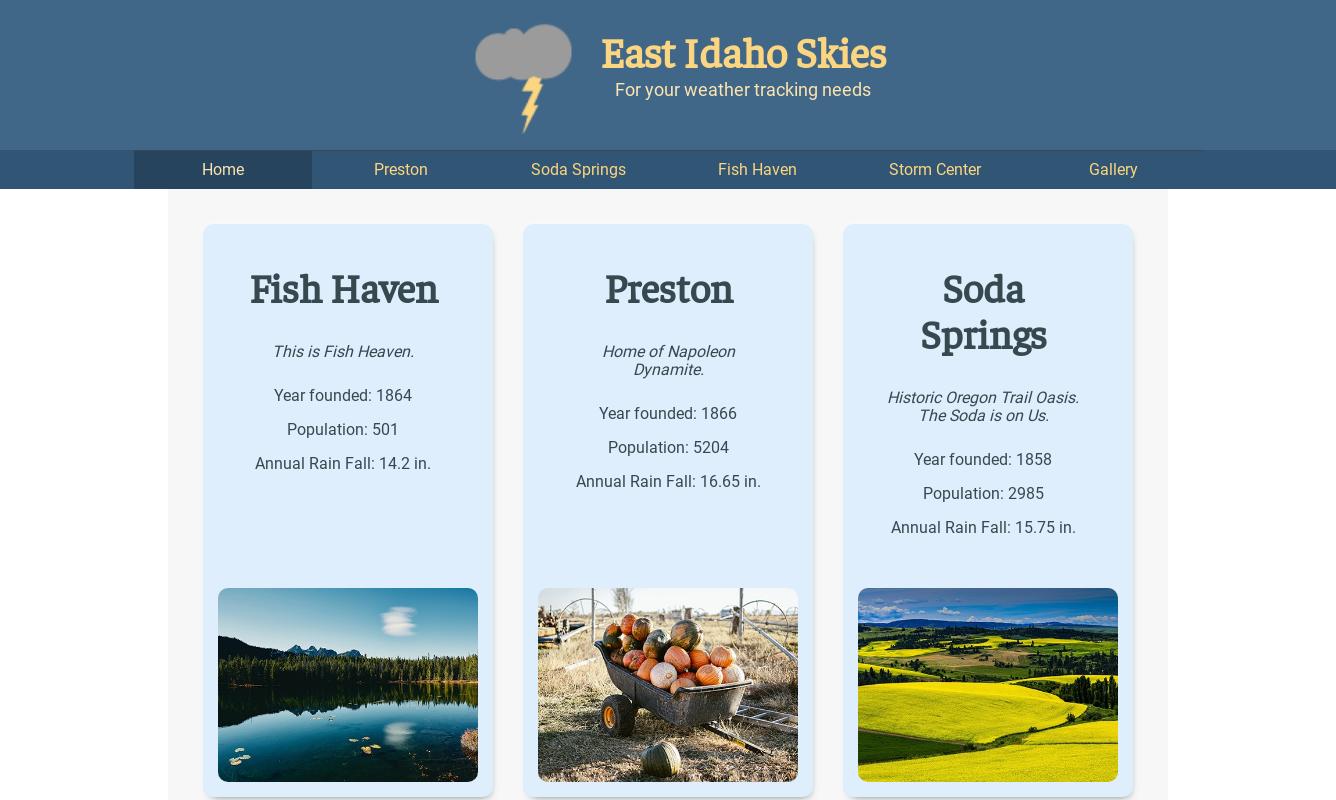 East Idaho Skies
For your weather tracking needs
Home
Preston
Soda Springs
Fish Haven
Storm Center
Gallery
Fish Haven
This is Fish Heaven.
Year founded: 1864
Population: 501
Annual Rain Fall: 14.2 in.
Preston
Home of Napoleon
Dynamite.
Year founded: 1866
Population: 5204
Annual Rain Fall: 16.65 in.
Soda
Springs
Historic Oregon Trail Oasis.
The Soda is on Us.
Year founded: 1858
Population: 2985
Annual Rain Fall: 15.75 in.